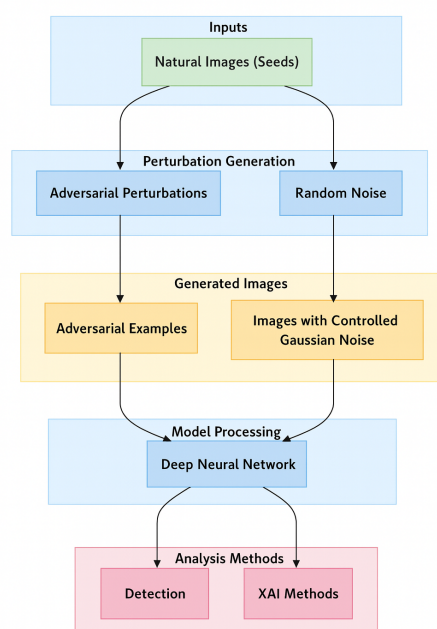 Inputs
Natural Images (Seeds)
Perturbation Generation
Adversarial Perturbations
Random Noise
Generated Images
Adversarial Examples
Images with Controlled
Gaussian Noise
Model Processing
Deep Neural Network
Analysis Methods
Detection
XAI Methods